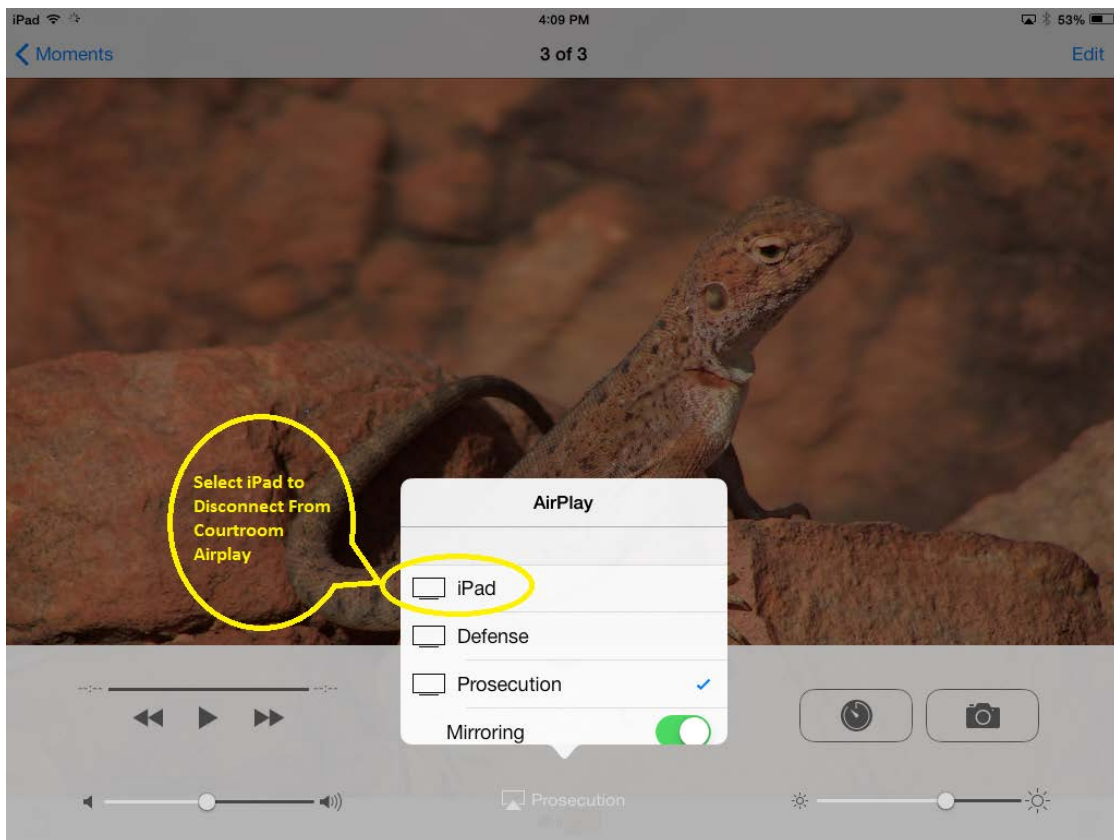 iPad 4:09 PM 53%
Moments 3 of 3 Edit
Select iPad to
Disconnect From
Courtroom
Airplay
AirPlay
iPad
Defense
Prosecution
Mirroring
--:-- --:--
Prosecution